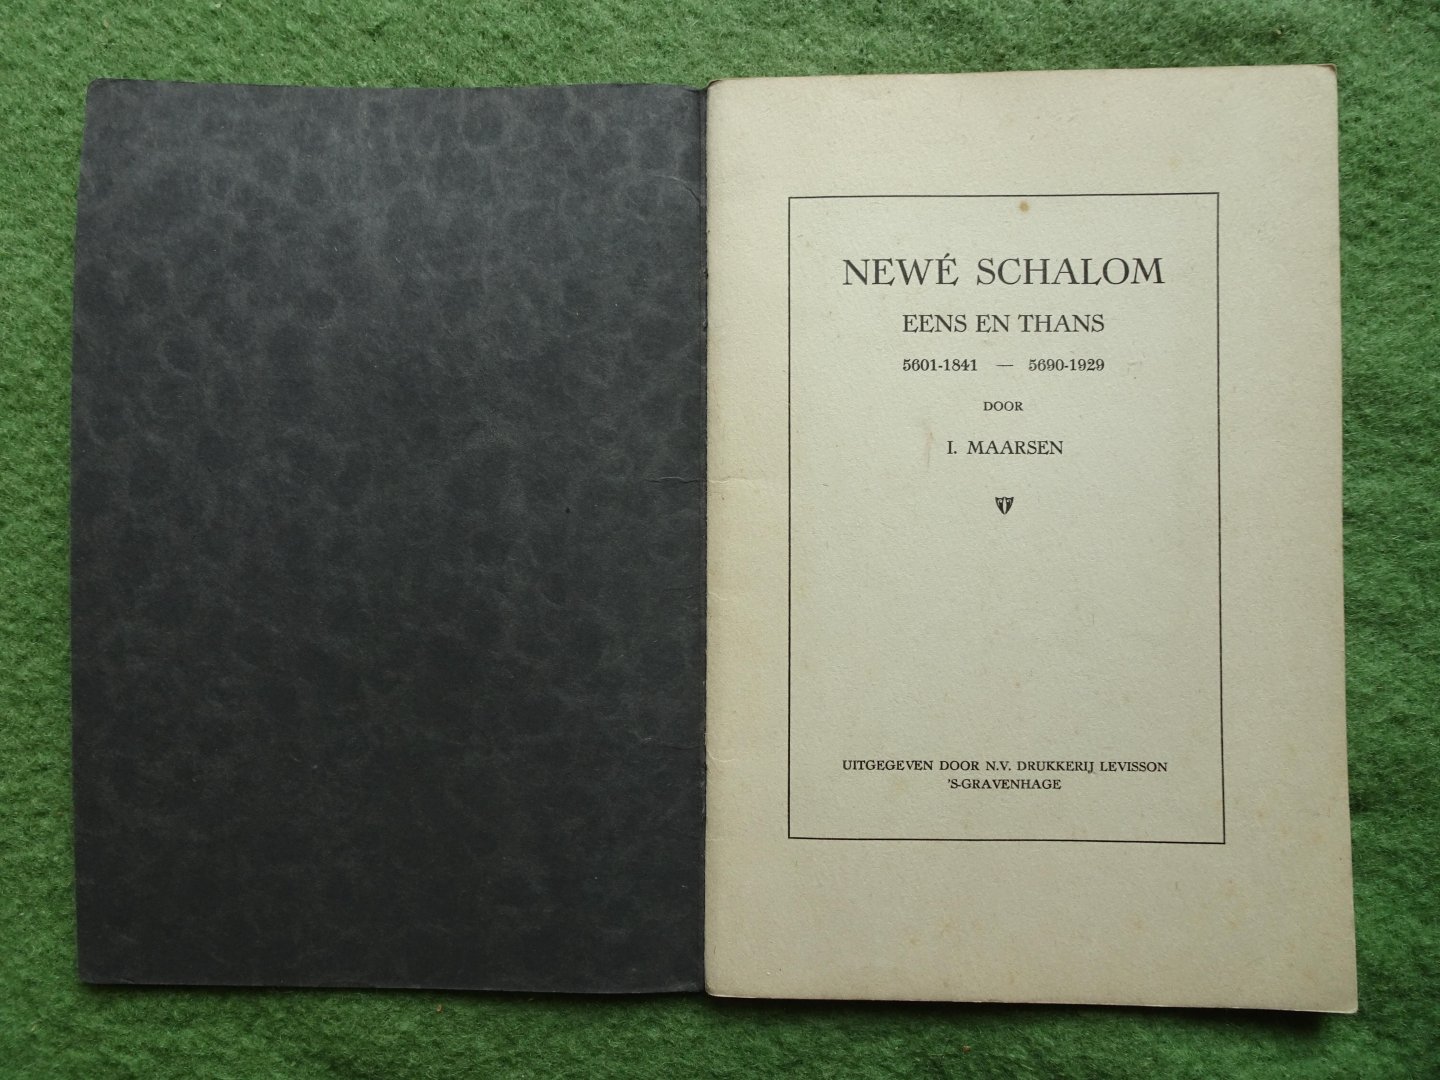 NEWÉ SCHALOM
EENS EN THANS
5601-1841 — 5690-1929
DOOR
I. MAARSEN
UITGEGEVEN DOOR N.V. DRUKKERIJ LEVISSON
'S-GRAVENHAGE